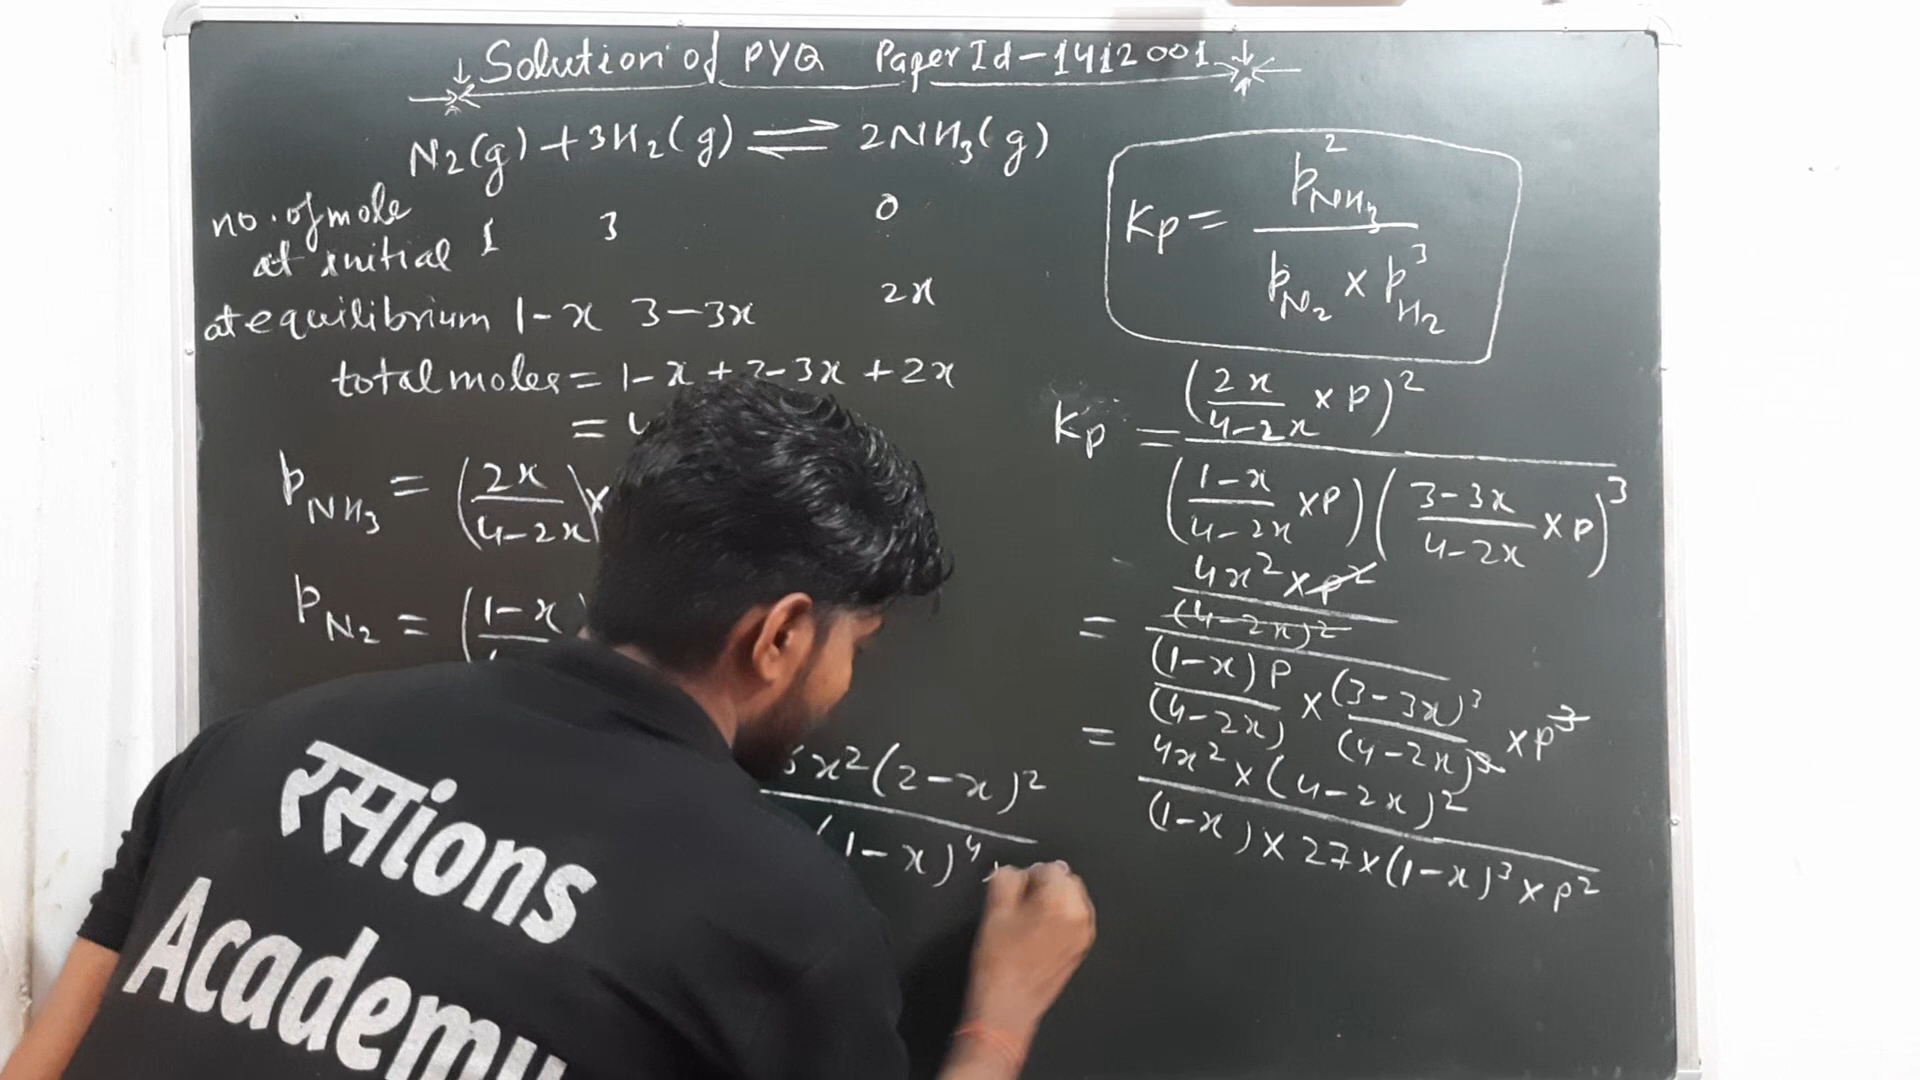 Solution of PYQ Paper Id-1412001
N2(g) + 3H2(g) ⇌ 2NH3(g)
no. of mole
at initial 1 3 0
at equilibrium 1-x 3-3x 2x
total moles = 1-x + 3-3x + 2x
= 4
pNH3 = (2x/4-2x) ×
pN2 = (1-x
x²(2-x)²
(1-x)⁴
Kp = p²NH3 / pN2 × p³H2
Kp = (2x/4-2x × P)² / (1-x/4-2x × P)(3-3x/4-2x × P)³
= 4x² × P² / (4-2x)² / (1-x)P/(4-2x) × (3-3x)³/(4-2x)³ × P³
= 4x² × (4-2x)² / (1-x) × 27 × (1-x)³ × P²
रसions
Academy